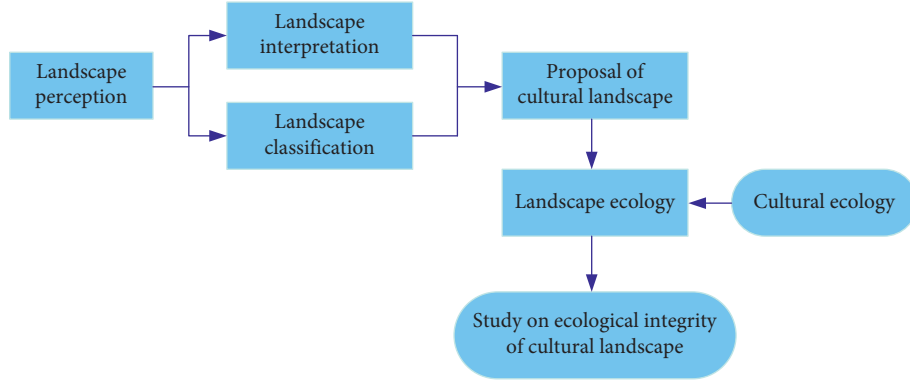 Landscape
perception
Landscape
interpretation
Landscape
classification
Proposal of
cultural landscape
Landscape ecology
Cultural ecology
Study on ecological integrity
of cultural landscape